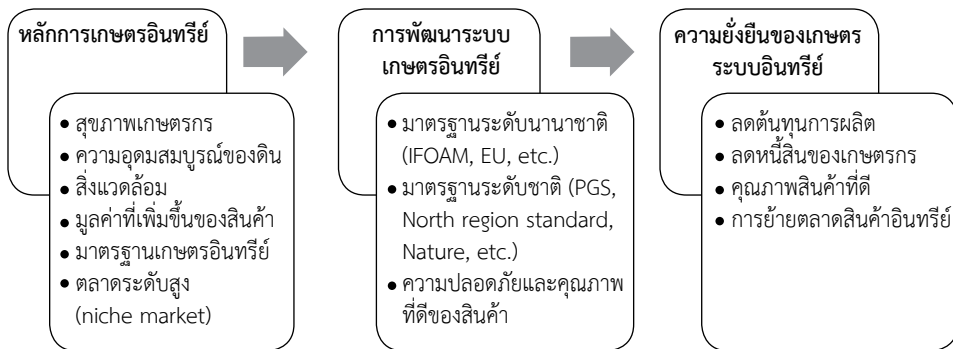 หลักการเกษตรอินทรีย์
• สุขภาพเกษตรกร
• ความอุดมสมบูรณ์ของดิน
• สิ่งแวดล้อม
• มูลค่าที่เพิ่มขึ้นของสินค้า
• มาตรฐานเกษตรอินทรีย์
• ตลาดระดับสูง
(niche market)
การพัฒนาระบบ
เกษตรอินทรีย์
• มาตรฐานระดับนานาชาติ
(IFOAM, EU, etc.)
• มาตรฐานระดับชาติ (PGS,
North region standard,
Nature, etc.)
• ความปลอดภัยและคุณภาพ
ที่ดีของสินค้า
ความยั่งยืนของเกษตร
ระบบอินทรีย์
• ลดต้นทุนการผลิต
• ลดหนี้สินของเกษตรกร
• คุณภาพสินค้าที่ดี
• การย้ายตลาดสินค้าอินทรีย์